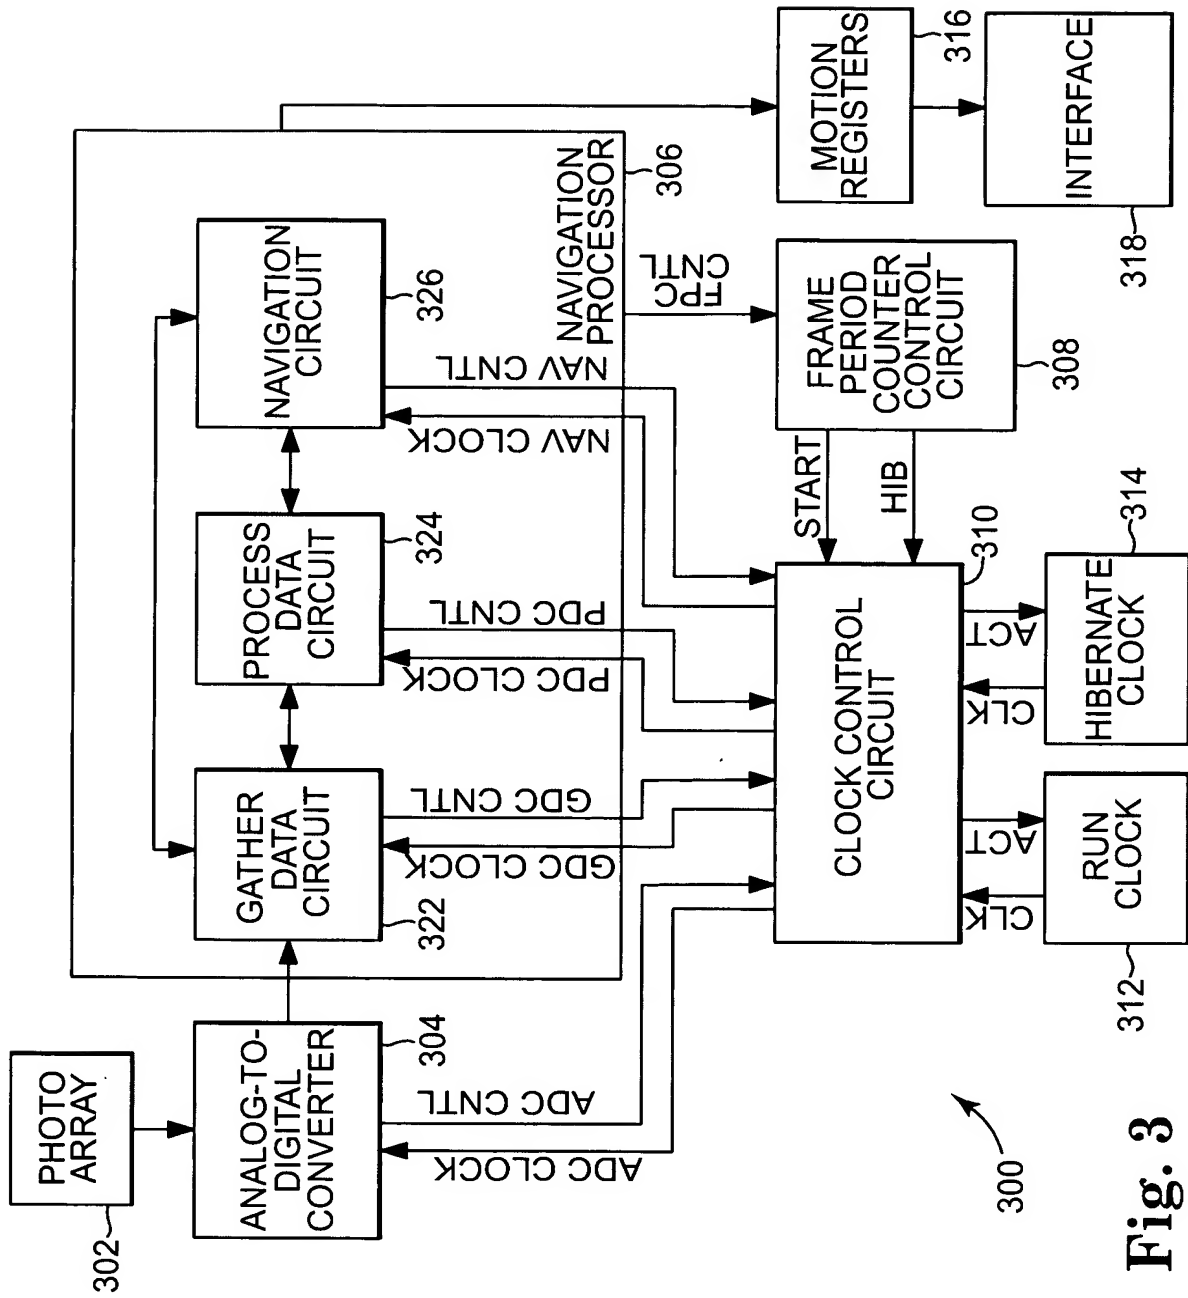 PHOTO
ARRAY
302
ANALOG-TO-
DIGITAL
CONVERTER
304
GATHER
DATA
CIRCUIT
322
PROCESS
DATA
CIRCUIT
324
NAVIGATION
CIRCUIT
326
NAVIGATION
PROCESSOR
306
ADC CNTL
ADC CLOCK
GDC CNTL
GDC CLOCK
PDC CNTL
PDC CLOCK
NAV CNTL
NAV CLOCK
FPC
CNTL
MOTION
REGISTERS
316
INTERFACE
318
FRAME
PERIOD
COUNTER
CONTROL
CIRCUIT
308
START
HIB
CLOCK CONTROL
CIRCUIT
310
CLK
ACT
CLK
ACT
RUN
CLOCK
312
HIBERNATE
CLOCK
314
300
Fig. 3